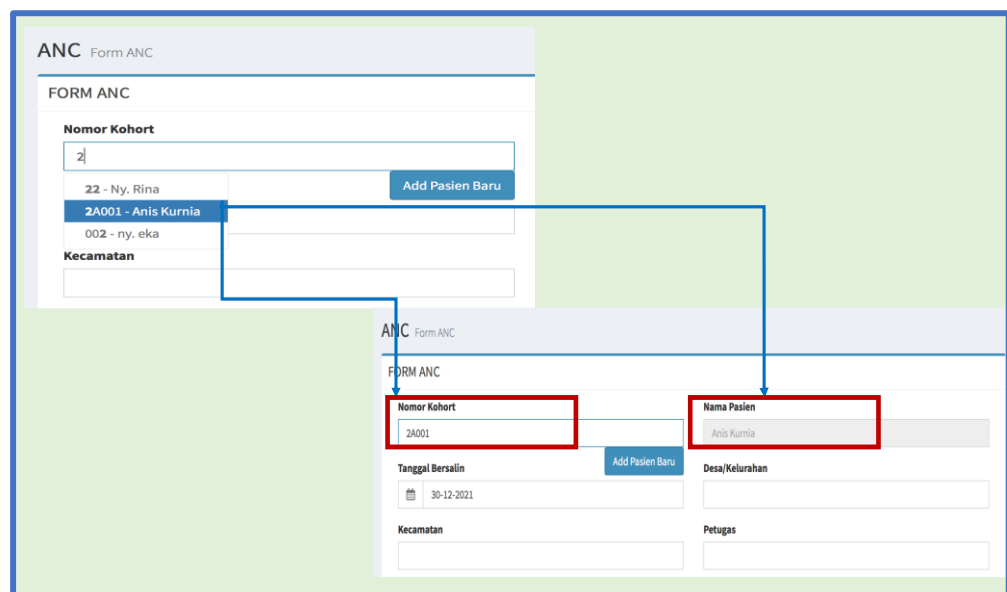 ANC Form ANC
FORM ANC
Nomor Kohort
2
Add Pasien Baru
22 - Ny. Rina
2A001 - Anis Kurnia
002 - ny. eka
Kecamatan
ANC Form ANC
FORM ANC
Nomor Kohort
Nama Pasien
2A001
Anis Kurnia
Add Pasien Baru
Tanggal Bersalin
Desa/Kelurahan
30-12-2021
Kecamatan
Petugas